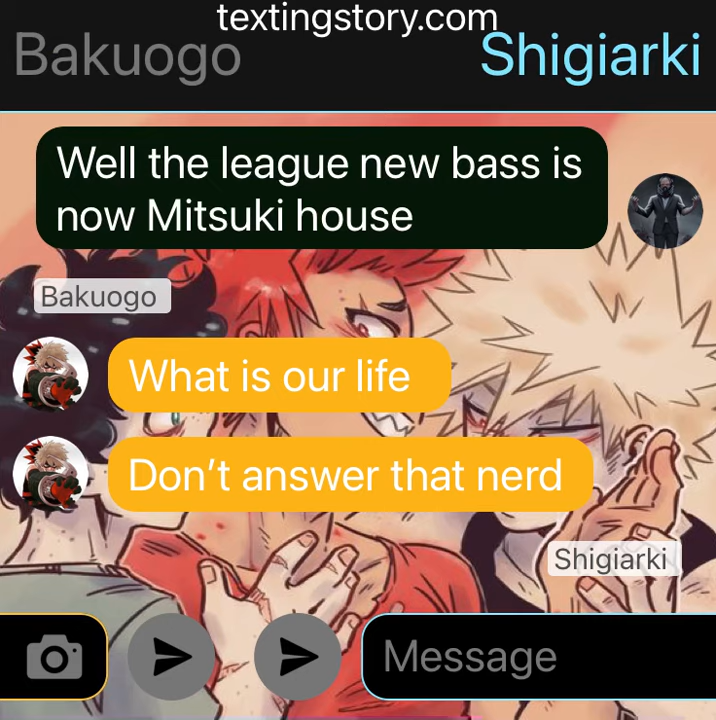 textingstory.com
Bakuogo
Shigiarki
Well the league new bass is
now Mitsuki house
Bakuogo
What is our life
Don’t answer that nerd
Shigiarki
Message